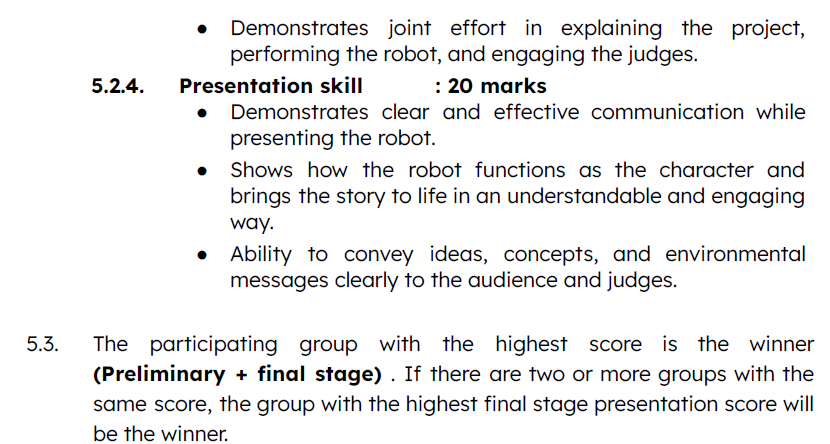 ● Demonstrates joint effort in explaining the project,
performing the robot, and engaging the judges.
5.2.4. Presentation skill : 20 marks
● Demonstrates clear and effective communication while
presenting the robot.
● Shows how the robot functions as the character and
brings the story to life in an understandable and engaging
way.
● Ability to convey ideas, concepts, and environmental
messages clearly to the audience and judges.
5.3. The participating group with the highest score is the winner
(Preliminary + final stage) . If there are two or more groups with the
same score, the group with the highest final stage presentation score will
be the winner.